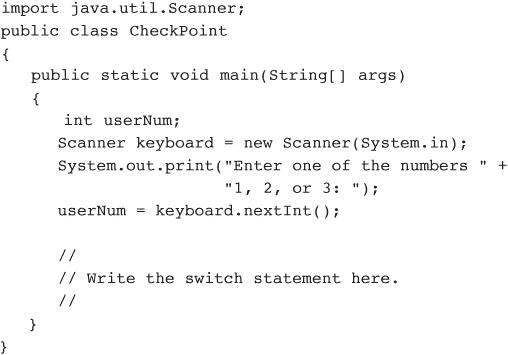 import java.util.Scanner;
public class CheckPoint
{
public static void main(String[] args)
{
int userNum;
Scanner keyboard = new Scanner(System.in);
System.out.print("Enter one of the numbers " +
"1, 2, or 3: ");
userNum = keyboard.nextInt();
//
// Write the switch statement here.
//
}
}